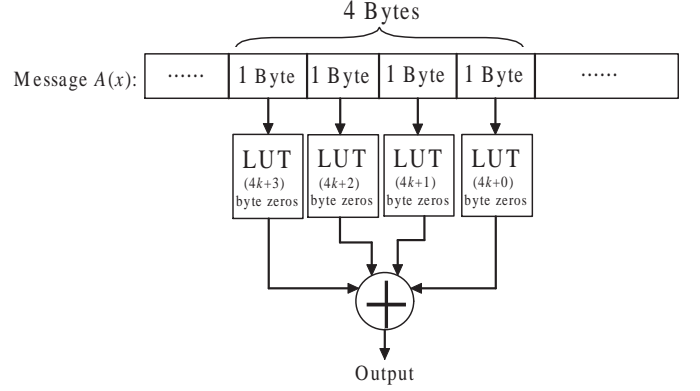 4 Bytes
Message A(x): ...... 1 Byte 1 Byte 1 Byte 1 Byte ......
LUT LUT LUT LUT
(4k+3) (4k+2) (4k+1) (4k+0)
byte zeros byte zeros byte zeros byte zeros
Output